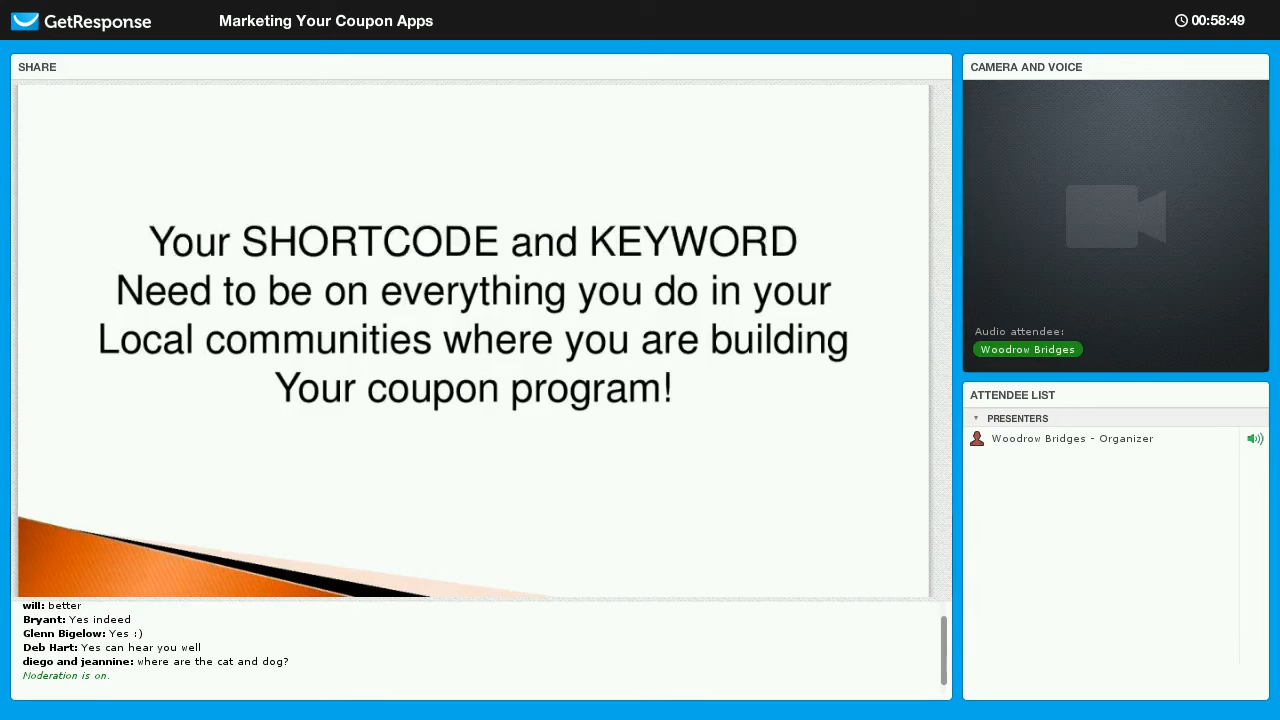 GetResponse
Marketing Your Coupon Apps
00:58:49
SHARE
Your SHORTCODE and KEYWORD
Need to be on everything you do in your
Local communities where you are building
Your coupon program!
will: better
Bryant: Yes indeed
Glenn Bigelow: Yes :)
Deb Hart: Yes can hear you well
diego and jeannine: where are the cat and dog?
Moderation is on.
CAMERA AND VOICE
Audio attendee:
Woodrow Bridges
ATTENDEE LIST
PRESENTERS
Woodrow Bridges - Organizer